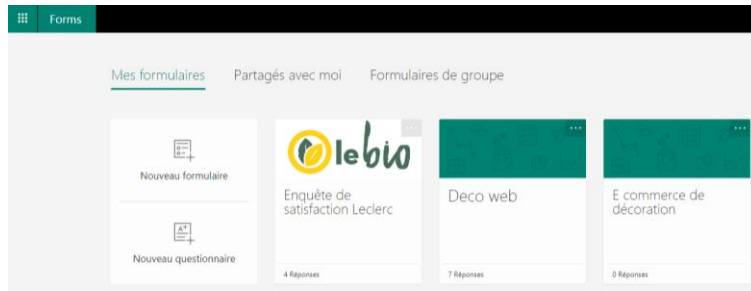 Forms
Mes formulaires Partagés avec moi Formulaires de groupe
Nouveau formulaire
Nouveau questionnaire
lebio
Enquête de
satisfaction Leclerc
4 Réponses
Deco web
7 Réponses
E commerce de
décoration
0 Réponses